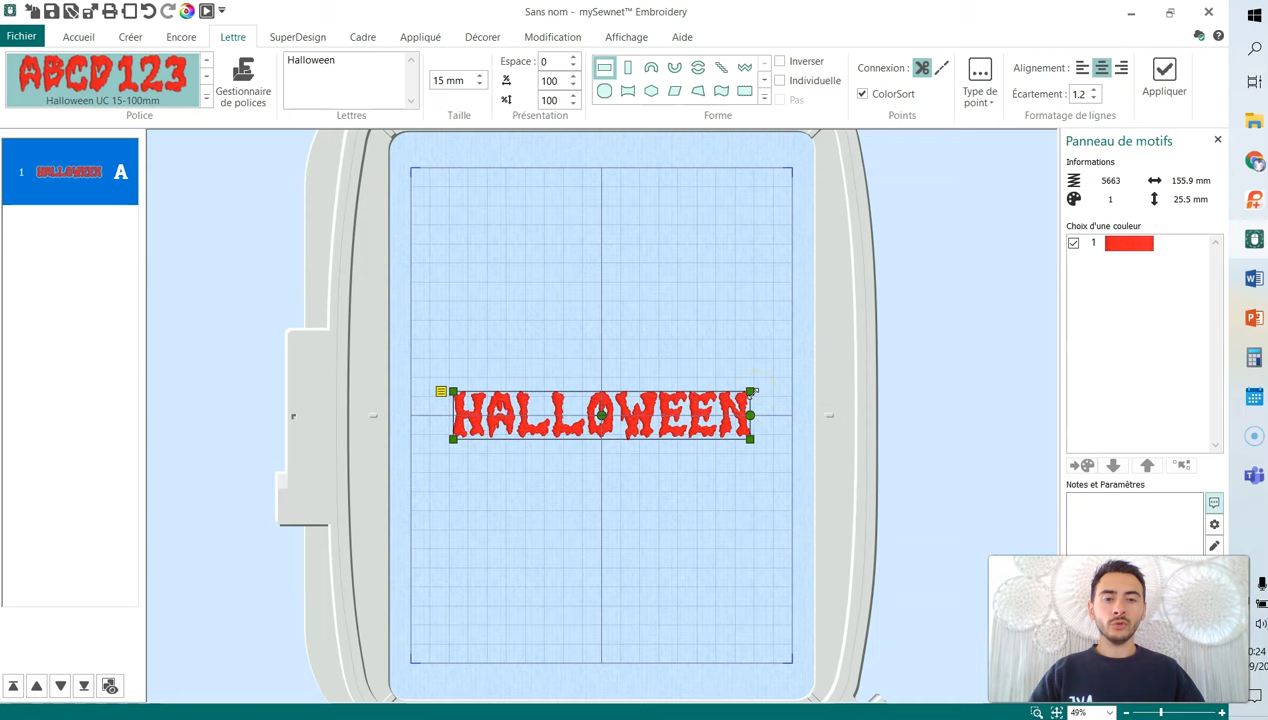 Sans nom - mySewnet™ Embroidery
Fichier Accueil Créer Encore Lettre SuperDesign Cadre Appliqué Décorer Modification Affichage Aide
ABCD 123
Halloween UC 15-100mm
Gestionnaire de polices
Police
Halloween
Lettres
15 mm
Taille
Espace : 0
100
100
Présentation
Inverser
Individuelle
Pas
Forme
Connexion :
ColorSort
Points
Type de point
Alignement :
Écartement : 1.2
Formatage de lignes
Appliquer
1 HALLOWEEN A
HALLOWEEN
Panneau de motifs
Informations
5663 155.9 mm
1 25.5 mm
Choix d'une couleur
1
Notes et Paramètres
49%